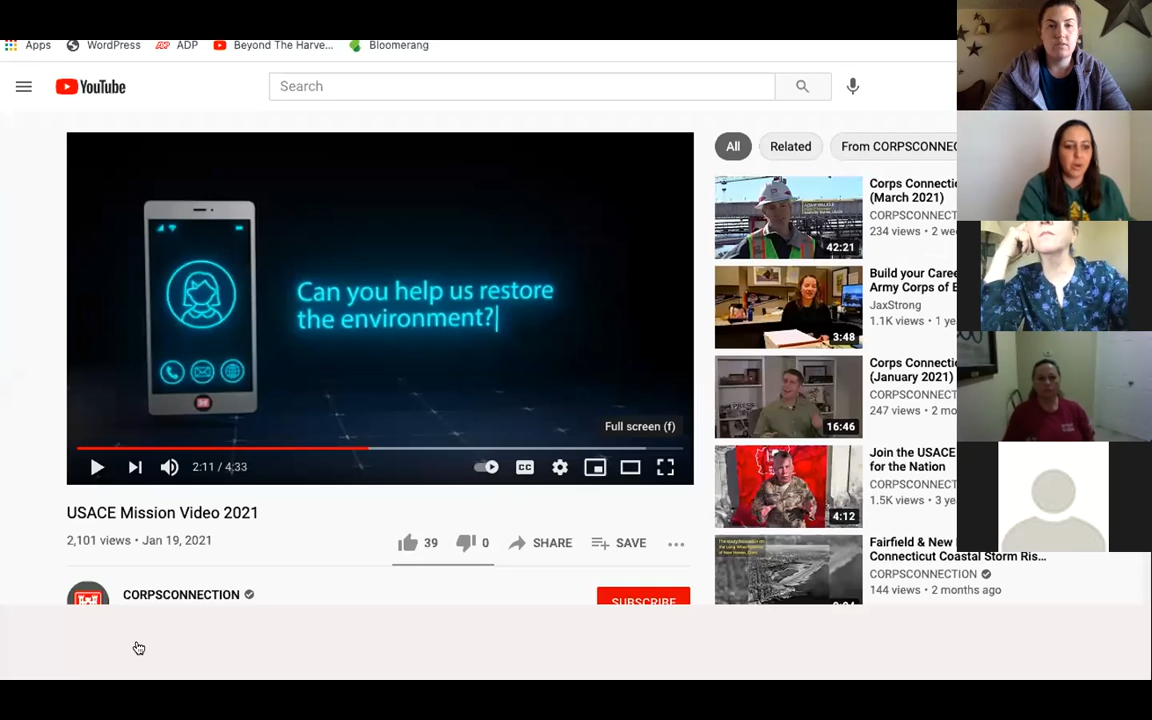 Apps WordPress ADP Beyond The Harve... Bloomerang
YouTube
Search
Can you help us restore
the environment?
Full screen (f)
2:11 / 4:33
CC
USACE Mission Video 2021
2,101 views • Jan 19, 2021
39 0 SHARE SAVE
CORPSCONNECTION
SUBSCRIBE
All Related From CORPSCONNEC
Corps Connecti
(March 2021)
CORPSCONNECT
234 views • 2 we
42:21
Build your Caree
Army Corps of E
JaxStrong
1.1K views • 1 ye
3:48
Corps Connecti
(January 2021)
CORPSCONNECT
247 views • 2 mo
16:46
Join the USACE
for the Nation
CORPSCONNECT
1.5K views • 3 ye
4:12
Fairfield & New
Connecticut Coastal Storm Ris...
CORPSCONNECTION
144 views • 2 months ago